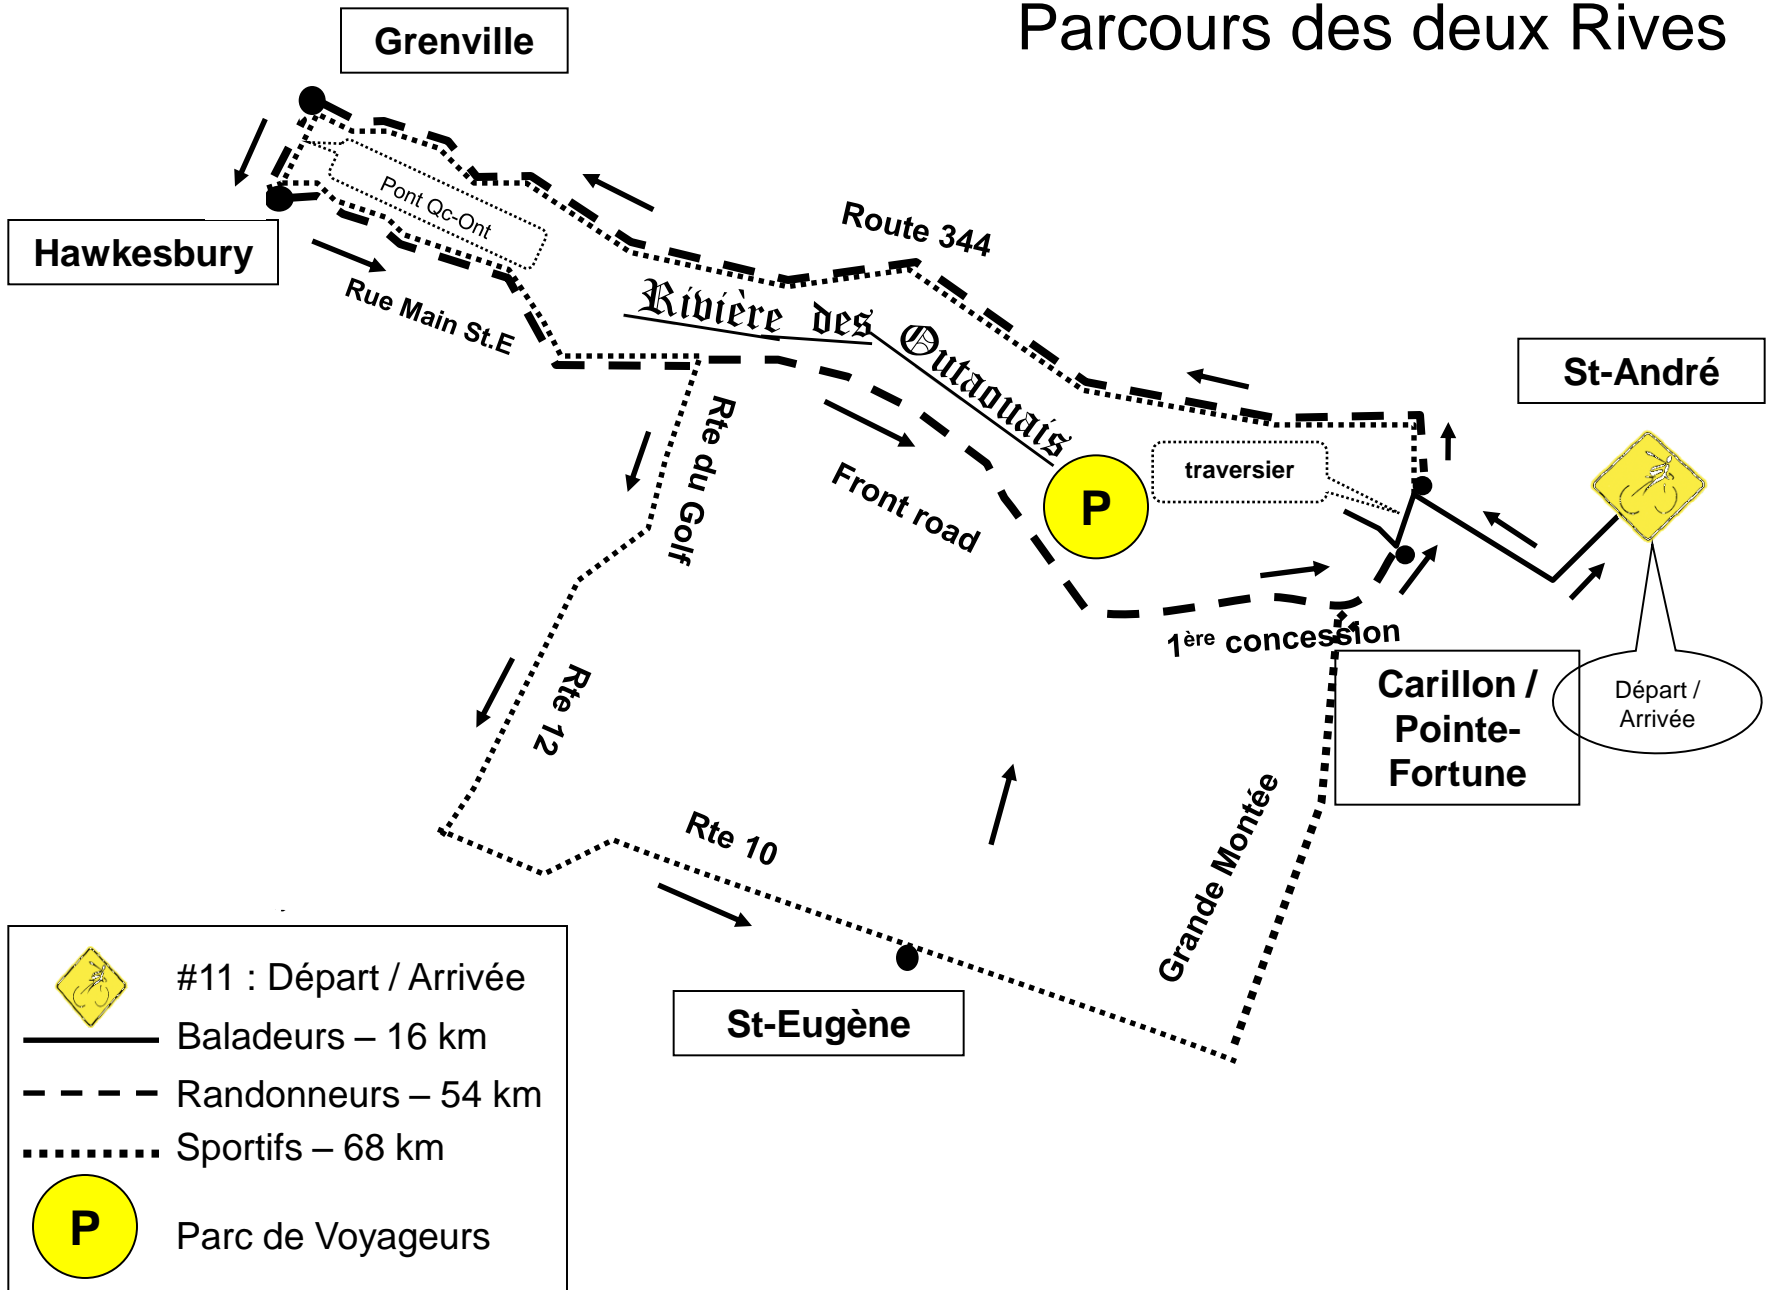 Parcours des deux Rives
Grenville
Pont Qc-Ont
Hawkesbury
Rue Main St.E
Route 344
Rivière des Outaouais
St-André
traversier
P
Rte du Golf
Front road
1ère concession
Carillon /
Pointe-
Fortune
Départ /
Arrivée
Rte 12
Rte 10
Grande Montée
St-Eugène
#11 : Départ / Arrivée
Baladeurs – 16 km
Randonneurs – 54 km
Sportifs – 68 km
P
Parc de Voyageurs